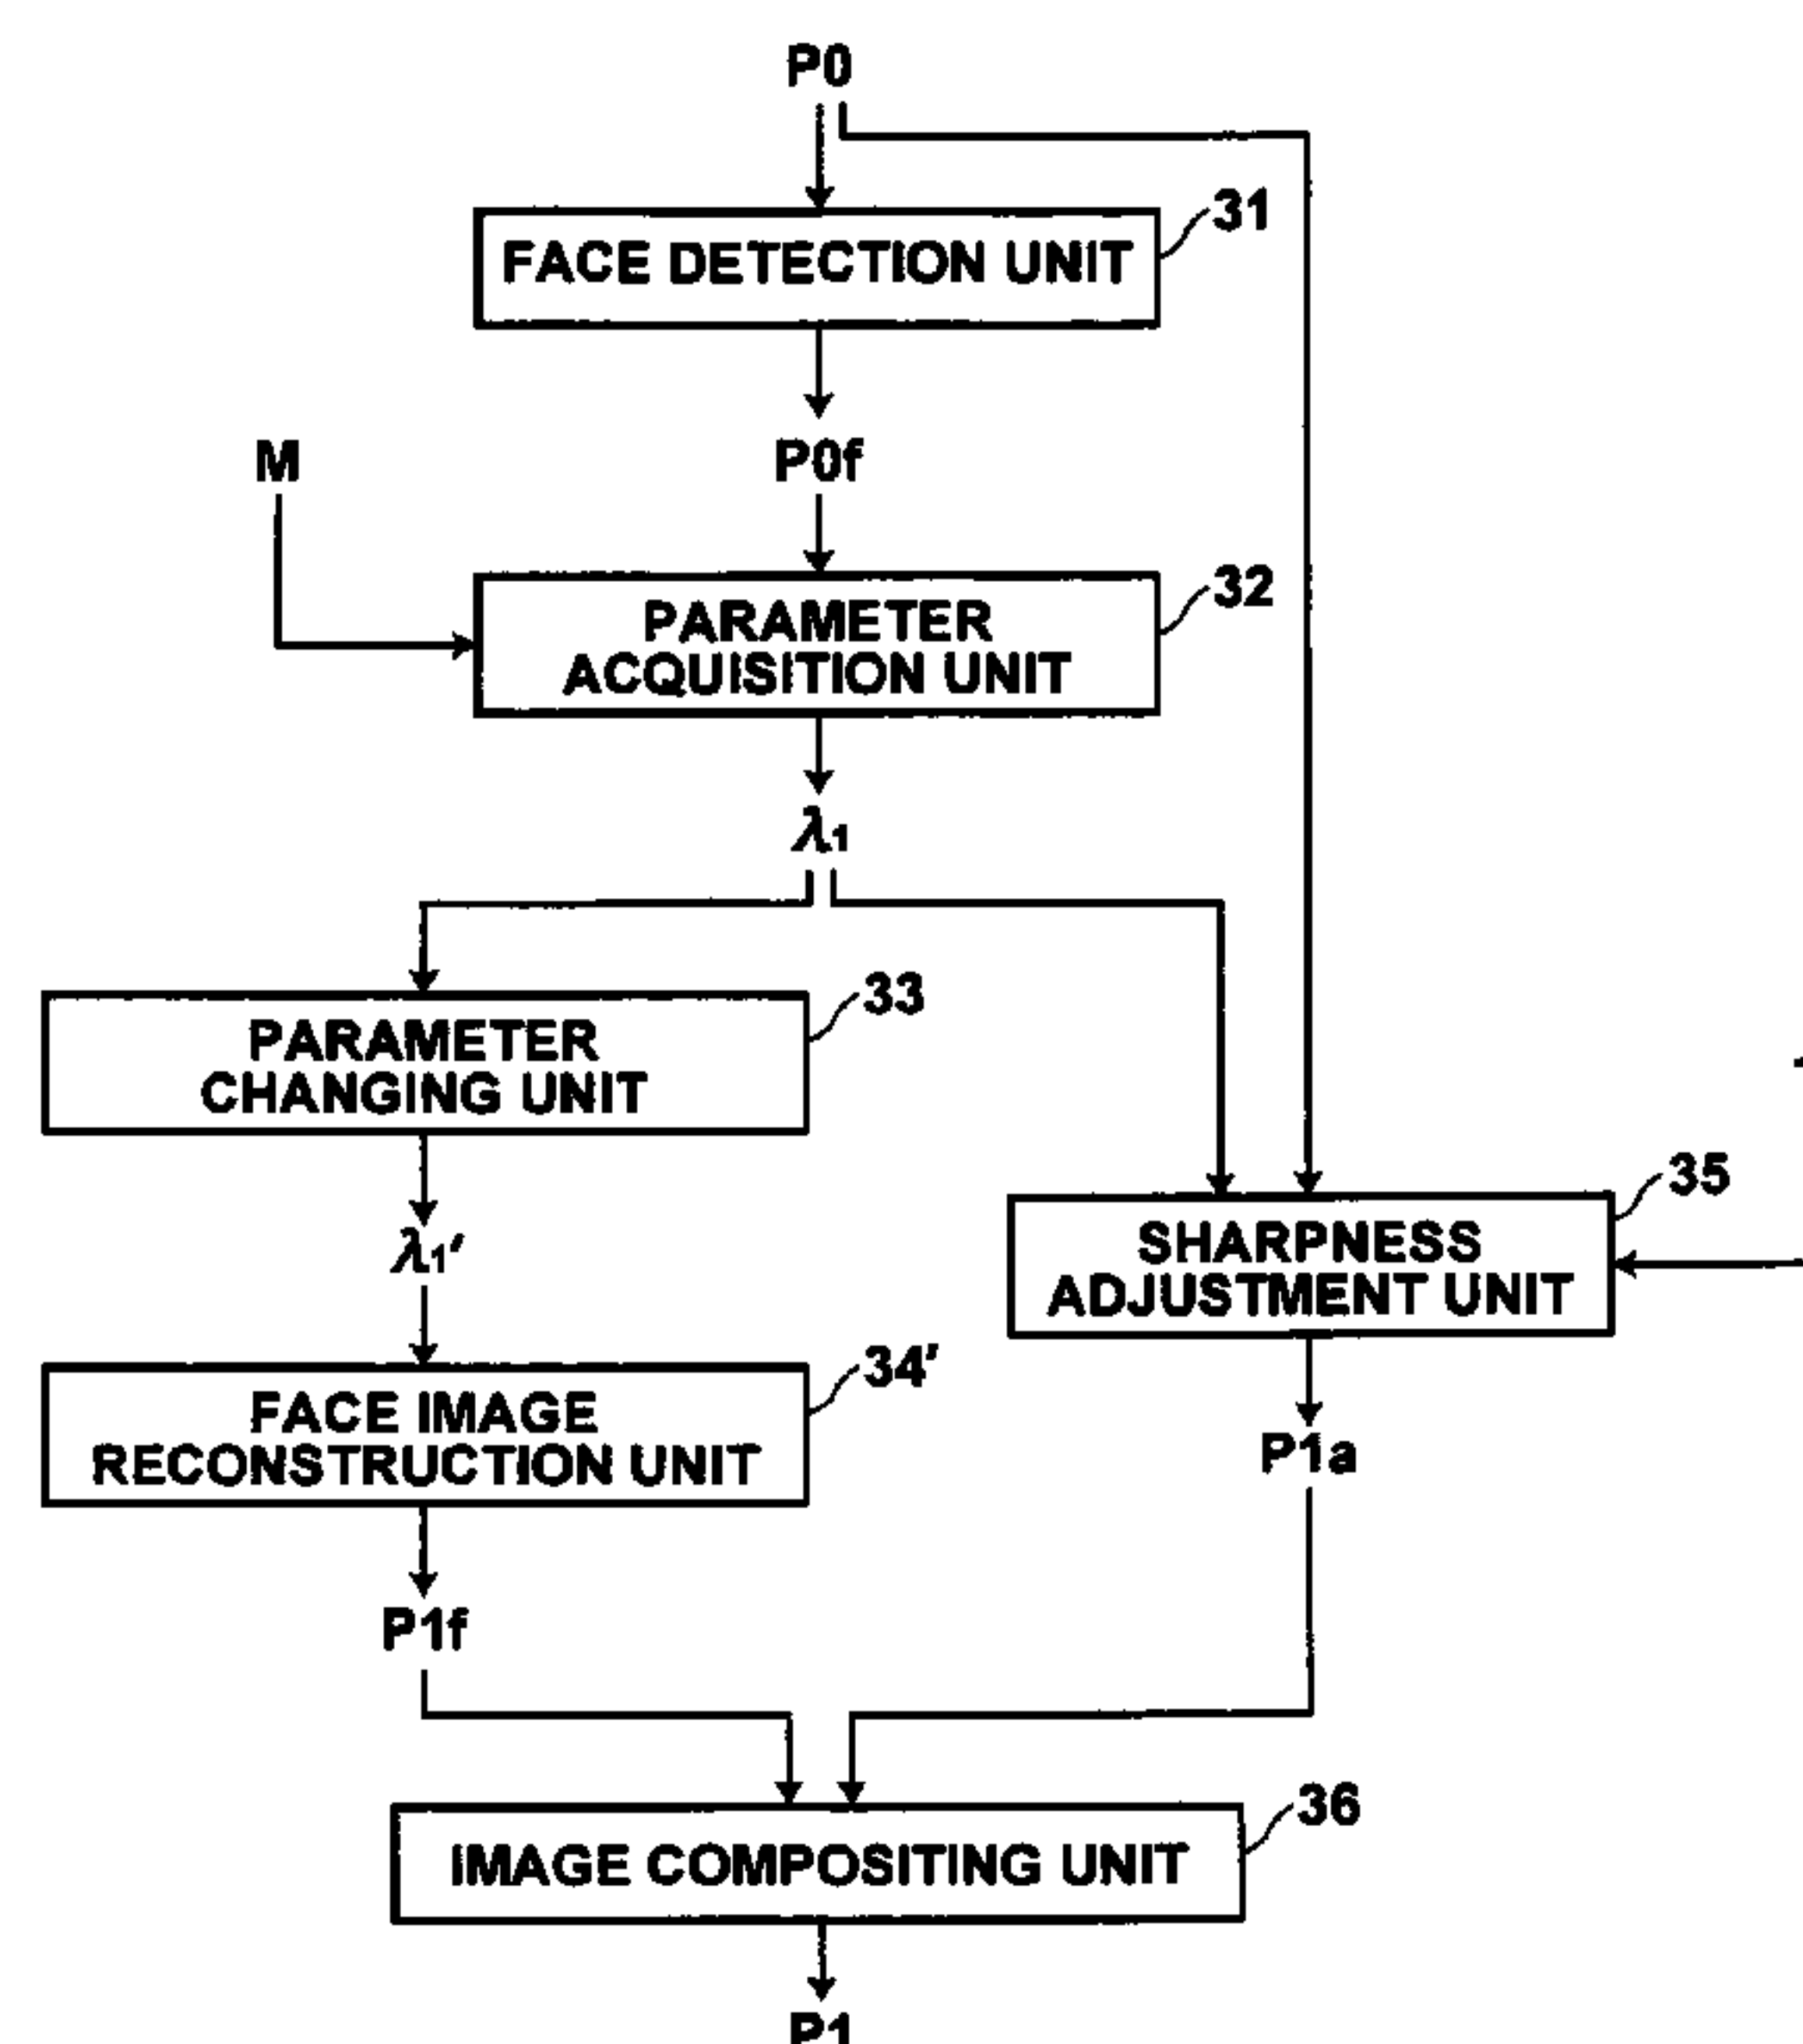 P0
31
FACE DETECTION UNIT
M
P0f
32
PARAMETER
ACQUISITION UNIT
λ1
33
PARAMETER
CHANGING UNIT
35
SHARPNESS
ADJUSTMENT UNIT
λ1'
34'
FACE IMAGE
RECONSTRUCTION UNIT
P1a
P1f
36
IMAGE COMPOSITING UNIT
P1